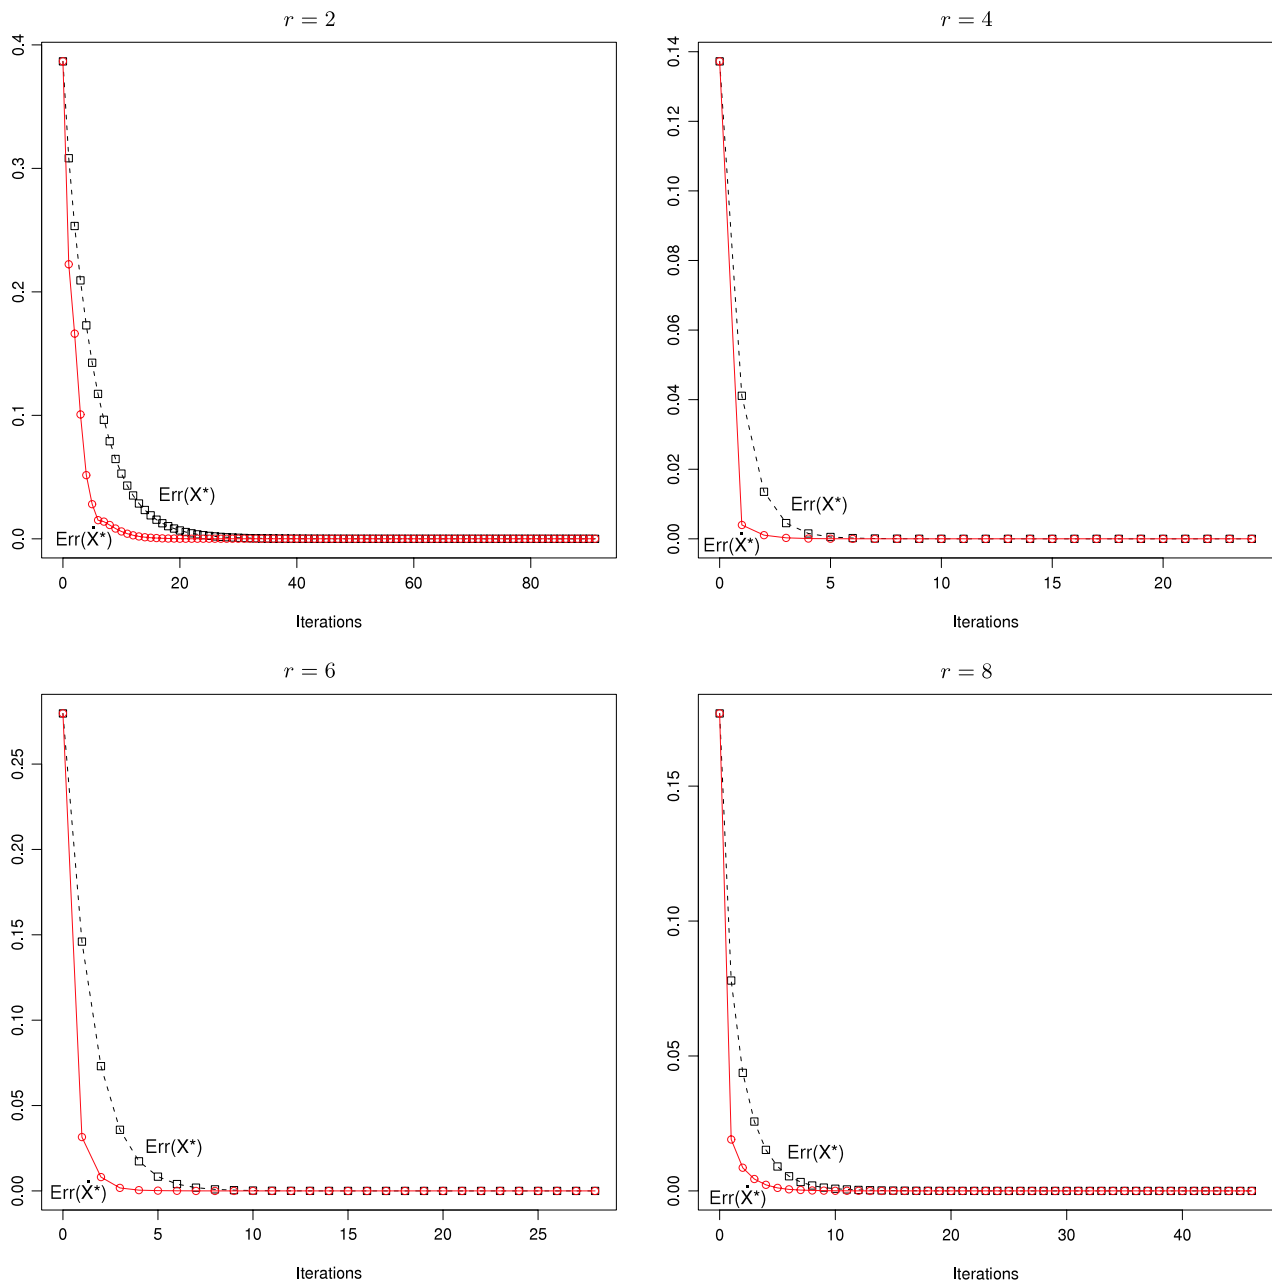 r = 2
0.4
0.3
0.2
0.1
0.0
Err(X*)
Err(Ẋ*)
0 20 40 60 80
Iterations
r = 4
0.14
0.12
0.10
0.08
0.06
0.04
0.02
0.00
Err(X*)
Err(Ẋ*)
0 5 10 15 20
Iterations
r = 6
0.25
0.20
0.15
0.10
0.05
0.00
Err(X*)
Err(Ẋ*)
0 5 10 15 20 25
Iterations
r = 8
0.15
0.10
0.05
0.00
Err(X*)
Err(Ẋ*)
0 10 20 30 40
Iterations